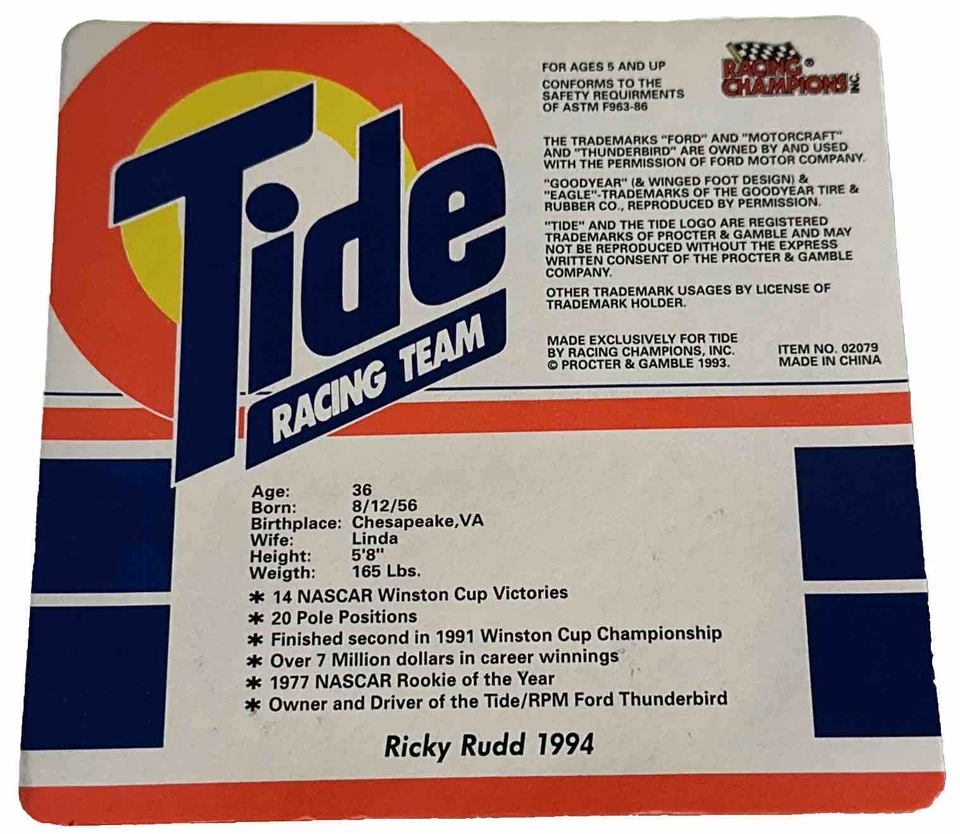 Tide
RACING TEAM
FOR AGES 5 AND UP
CONFORMS TO THE
SAFETY REQUIRMENTS
OF ASTM F963-86
RACING ®
CHAMPIONS INC.
THE TRADEMARKS "FORD" AND "MOTORCRAFT"
AND "THUNDERBIRD" ARE OWNED BY AND USED
WITH THE PERMISSION OF FORD MOTOR COMPANY.
"GOODYEAR" (& WINGED FOOT DESIGN) &
"EAGLE"-TRADEMARKS OF THE GOODYEAR TIRE &
RUBBER CO., REPRODUCED BY PERMISSION.
"TIDE" AND THE TIDE LOGO ARE REGISTERED
TRADEMARKS OF PROCTER & GAMBLE AND MAY
NOT BE REPRODUCED WITHOUT THE EXPRESS
WRITTEN CONSENT OF THE PROCTER & GAMBLE
COMPANY.
OTHER TRADEMARK USAGES BY LICENSE OF
TRADEMARK HOLDER.
MADE EXCLUSIVELY FOR TIDE
BY RACING CHAMPIONS, INC.
© PROCTER & GAMBLE 1993.
ITEM NO. 02079
MADE IN CHINA
Age: 36
Born: 8/12/56
Birthplace: Chesapeake,VA
Wife: Linda
Height: 5'8"
Weigth: 165 Lbs.
* 14 NASCAR Winston Cup Victories
* 20 Pole Positions
* Finished second in 1991 Winston Cup Championship
* Over 7 Million dollars in career winnings
* 1977 NASCAR Rookie of the Year
* Owner and Driver of the Tide/RPM Ford Thunderbird
Ricky Rudd 1994